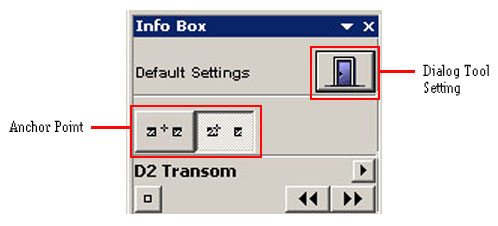 Info Box
Default Settings
Dialog Tool
Setting
Anchor Point
D2 Transom